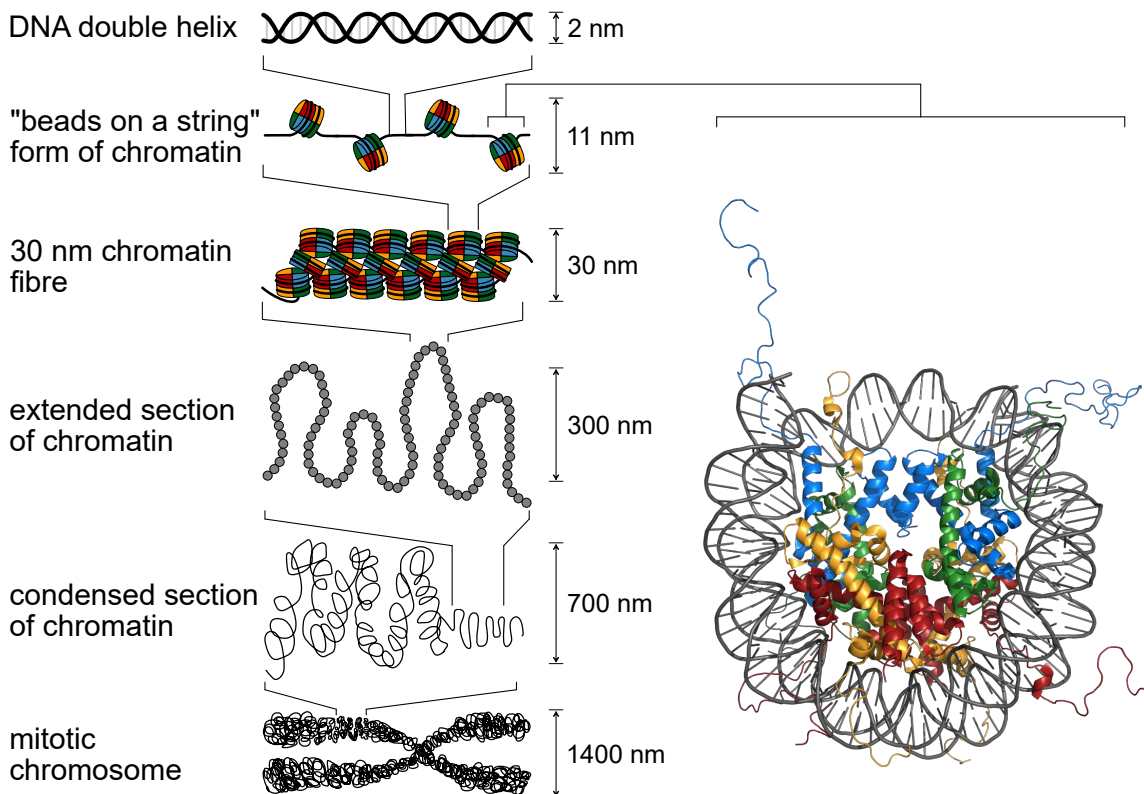 DNA double helix
2 nm
"beads on a string"
form of chromatin
11 nm
30 nm chromatin
fibre
30 nm
extended section
of chromatin
300 nm
condensed section
of chromatin
700 nm
mitotic
chromosome
1400 nm